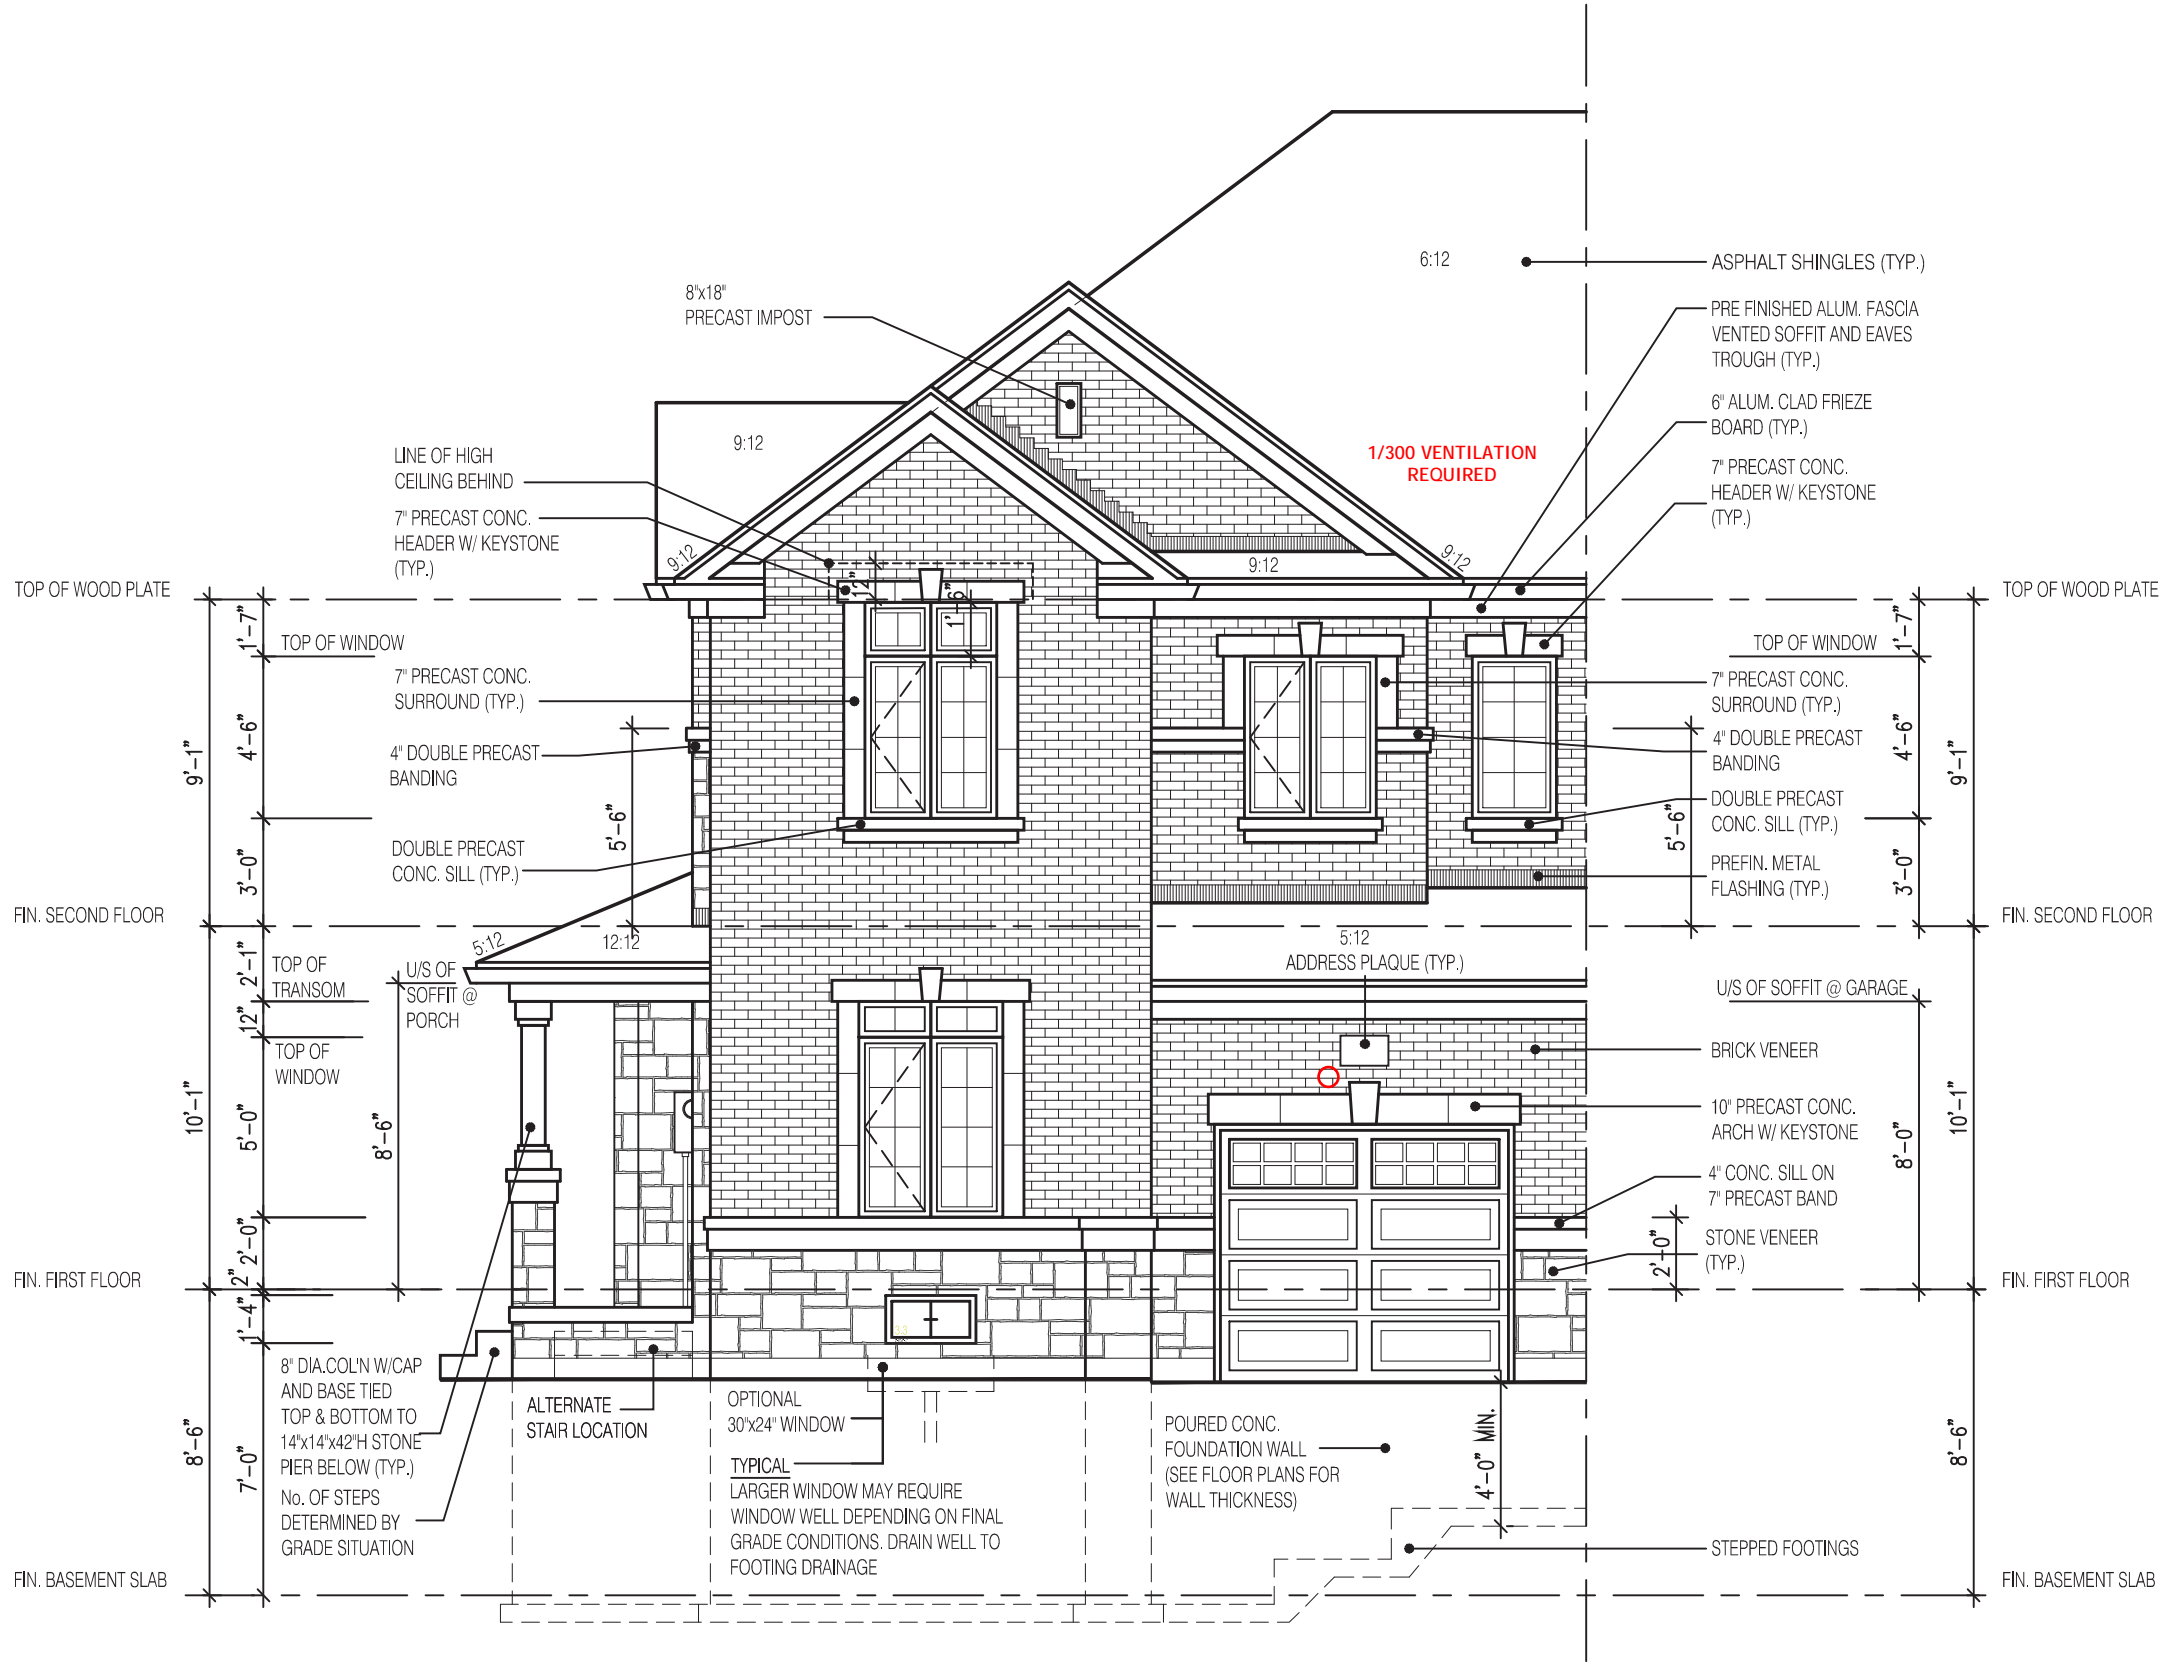 6:12
ASPHALT SHINGLES (TYP.)
8"x18"
PRECAST IMPOST
PRE FINISHED ALUM. FASCIA
VENTED SOFFIT AND EAVES
TROUGH (TYP.)
6" ALUM. CLAD FRIEZE
BOARD (TYP.)
9:12
1/300 VENTILATION
REQUIRED
LINE OF HIGH
CEILING BEHIND
7" PRECAST CONC.
HEADER W/ KEYSTONE
(TYP.)
7" PRECAST CONC.
HEADER W/ KEYSTONE
(TYP.)
9:12
9:12
9:12
12"
1'-6"
TOP OF WOOD PLATE
TOP OF WOOD PLATE
1'-7"
TOP OF WINDOW
TOP OF WINDOW
1'-7"
7" PRECAST CONC.
SURROUND (TYP.)
7" PRECAST CONC.
SURROUND (TYP.)
9'-1"
4'-6"
4" DOUBLE PRECAST
BANDING
4" DOUBLE PRECAST
BANDING
4'-6"
9'-1"
5'-6"
DOUBLE PRECAST
CONC. SILL (TYP.)
DOUBLE PRECAST
CONC. SILL (TYP.)
5'-6"
3'-0"
PREFIN. METAL
FLASHING (TYP.)
3'-0"
FIN. SECOND FLOOR
FIN. SECOND FLOOR
5:12
12:12
5:12
ADDRESS PLAQUE (TYP.)
2'-1"
TOP OF
TRANSOM
U/S OF
SOFFIT @
PORCH
U/S OF SOFFIT @ GARAGE
12"
TOP OF
WINDOW
BRICK VENEER
10'-1"
5'-0"
8'-6"
10" PRECAST CONC.
ARCH W/ KEYSTONE
8'-0"
10'-1"
4" CONC. SILL ON
7" PRECAST BAND
2'-0"
STONE VENEER
(TYP.)
2'-0"
FIN. FIRST FLOOR
2"
FIN. FIRST FLOOR
1'-4"
8" DIA.COL'N W/CAP
AND BASE TIED
TOP & BOTTOM TO
14"x14"x42"H STONE
PIER BELOW (TYP.)
No. OF STEPS
DETERMINED BY
GRADE SITUATION
ALTERNATE
STAIR LOCATION
OPTIONAL
30"x24" WINDOW
TYPICAL
LARGER WINDOW MAY REQUIRE
WINDOW WELL DEPENDING ON FINAL
GRADE CONDITIONS. DRAIN WELL TO
FOOTING DRAINAGE
POURED CONC.
FOUNDATION WALL
(SEE FLOOR PLANS FOR
WALL THICKNESS)
4'-0" MIN.
8'-6"
7'-0"
8'-6"
STEPPED FOOTINGS
FIN. BASEMENT SLAB
FIN. BASEMENT SLAB